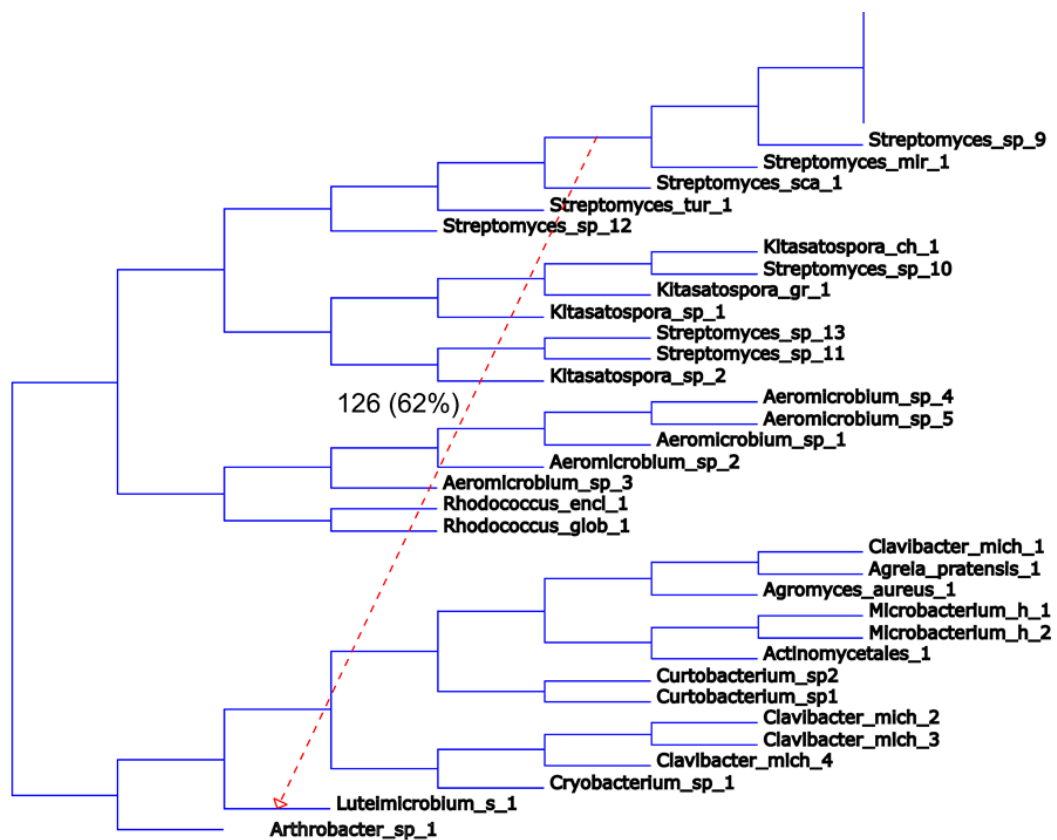 Streptomyces_sp_9
Streptomyces_mir_1
Streptomyces_sca_1
Streptomyces_tur_1
Streptomyces_sp_12
Kitasatospora_ch_1
Streptomyces_sp_10
Kitasatospora_gr_1
Kitasatospora_sp_1
Streptomyces_sp_13
Streptomyces_sp_11
Kitasatospora_sp_2
126 (62%)
Aeromicrobium_sp_4
Aeromicrobium_sp_5
Aeromicrobium_sp_1
Aeromicrobium_sp_2
Aeromicrobium_sp_3
Rhodococcus_encl_1
Rhodococcus_glob_1
Clavibacter_mich_1
Agreia_pratensis_1
Agromyces_aureus_1
Microbacterium_h_1
Microbacterium_h_2
Actinomycetales_1
Curtobacterium_sp2
Curtobacterium_sp1
Clavibacter_mich_2
Clavibacter_mich_3
Clavibacter_mich_4
Cryobacterium_sp_1
Luteimicrobium_s_1
Arthrobacter_sp_1